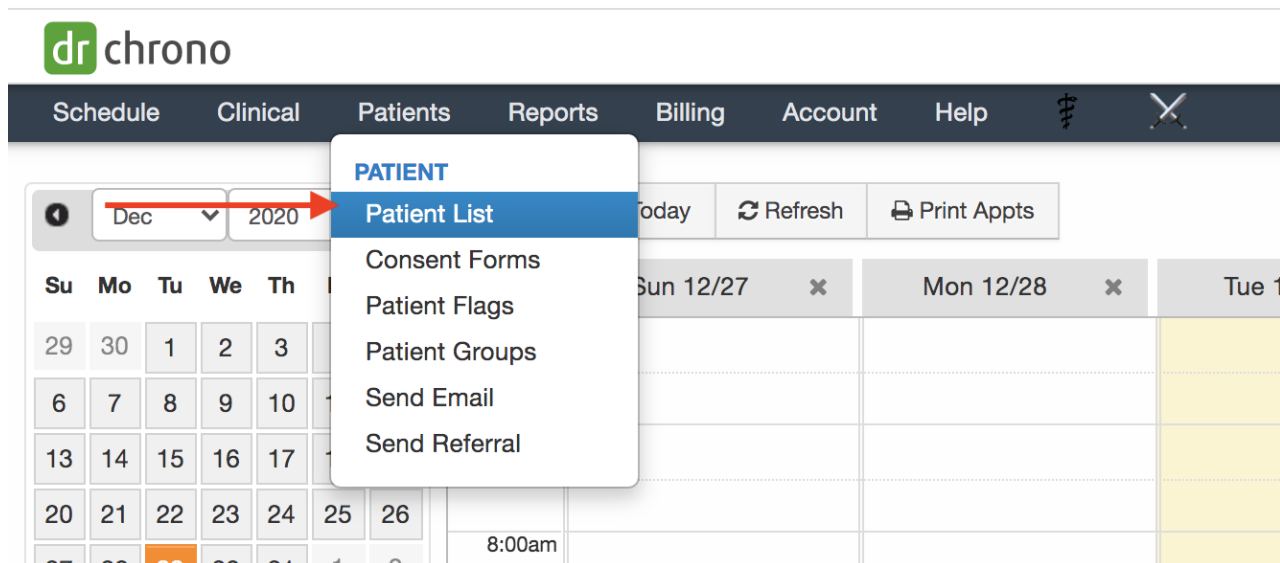 dr chrono
Schedule Clinical Patients Reports Billing Account Help
PATIENT
Patient List
Consent Forms
Patient Flags
Patient Groups
Send Email
Send Referral
Dec 2020 Today Refresh Print Appts
Su Mo Tu We Th
Sun 12/27 Mon 12/28 Tue
29 30 1 2 3
6 7 8 9 10
13 14 15 16 17
20 21 22 23 24 25 26
8:00am